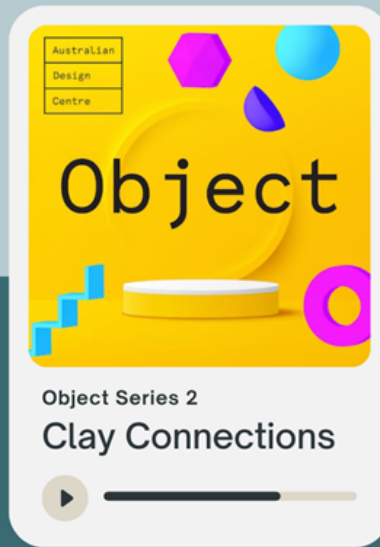 Australian
Design
Centre
Object
Object Series 2
Clay Connections